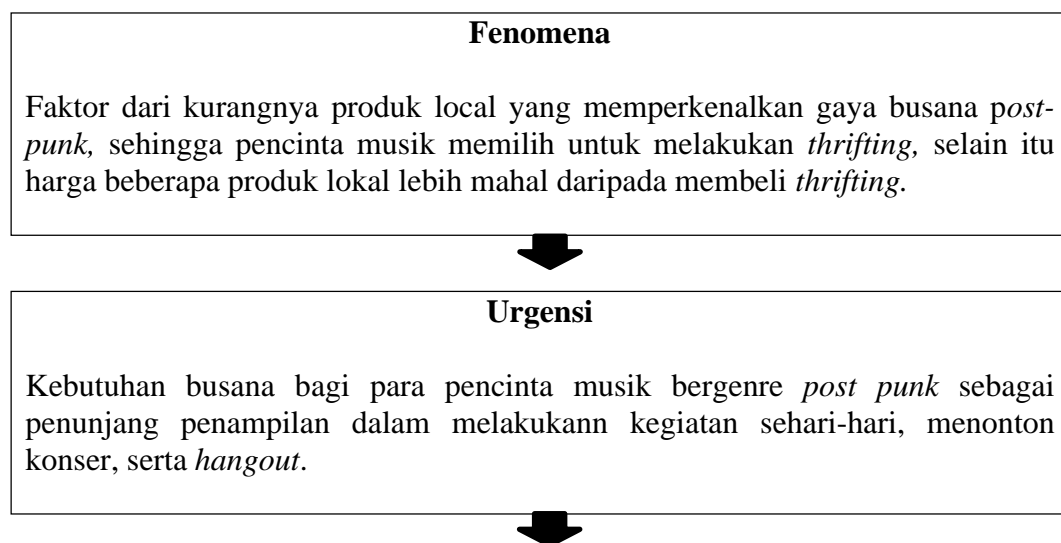 Fenomena
Faktor dari kurangnya produk local yang memperkenalkan gaya busana post-
punk, sehingga pencinta musik memilih untuk melakukan thrifting, selain itu
harga beberapa produk lokal lebih mahal daripada membeli thrifting.
Urgensi
Kebutuhan busana bagi para pencinta musik bergenre post punk sebagai
penunjang penampilan dalam melakukann kegiatan sehari-hari, menonton
konser, serta hangout.